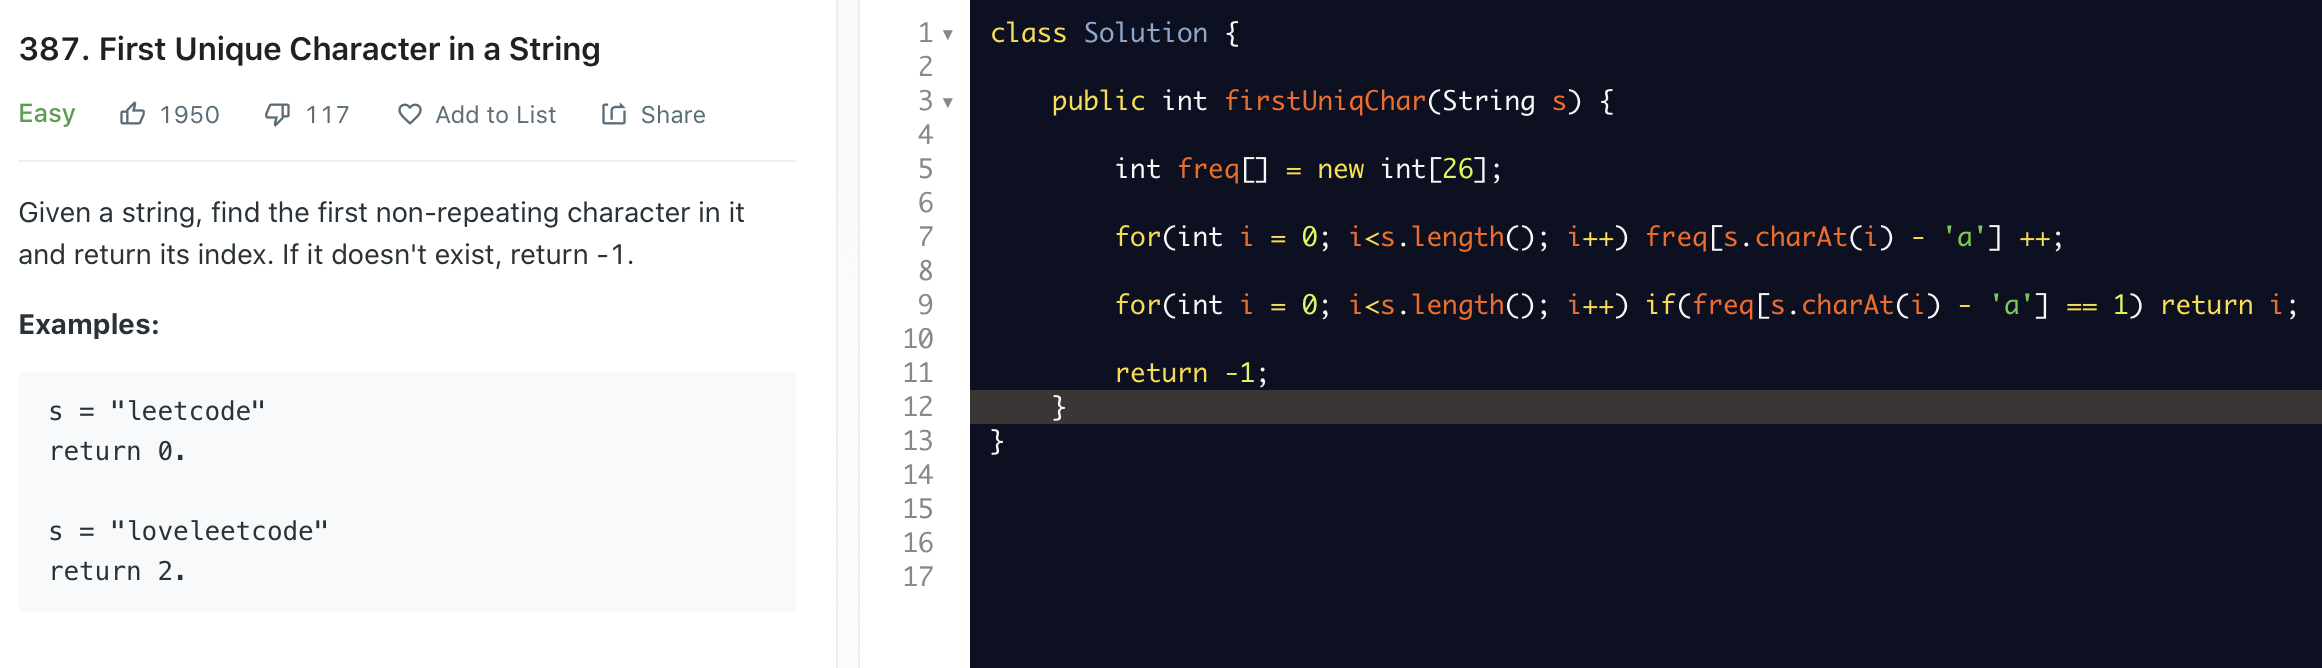 387. First Unique Character in a String
Easy 1950 117 Add to List Share
Given a string, find the first non-repeating character in it
and return its index. If it doesn't exist, return -1.
Examples:
s = "leetcode"
return 0.
s = "loveleetcode"
return 2.
1 class Solution {
2
3 public int firstUniqChar(String s) {
4
5 int freq[] = new int[26];
6
7 for(int i = 0; i<s.length(); i++) freq[s.charAt(i) - 'a'] ++;
8
9 for(int i = 0; i<s.length(); i++) if(freq[s.charAt(i) - 'a'] == 1) return i;
10
11 return -1;
12 }
13 }
14
15
16
17